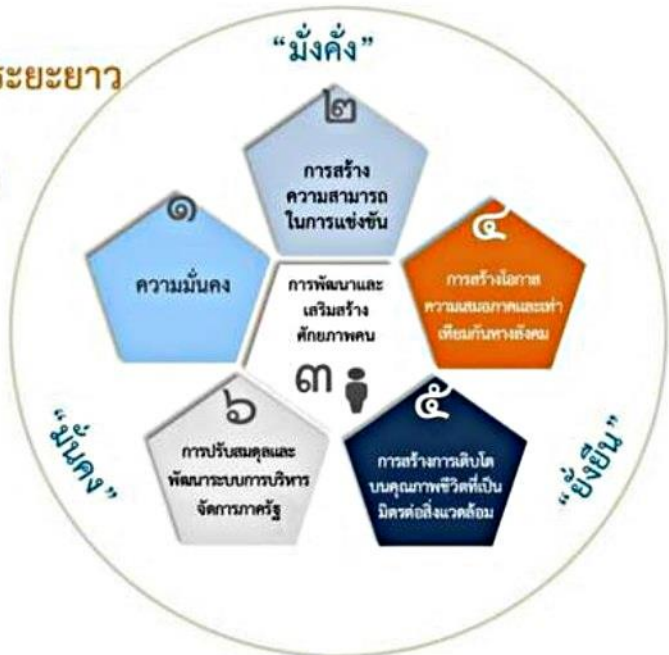 “มั่งคั่ง”
ระยะยาว
๒
การสร้าง
ความสามารถ
ในการแข่งขัน
๑
ความมั่นคง
๔
การสร้างโอกาส
ความเสมอภาคและเท่า
เทียมกันทางสังคม
การพัฒนาและ
เสริมสร้าง
ศักยภาพคน
๓
๖
การปรับสมดุลและ
พัฒนาระบบการบริหาร
จัดการภาครัฐ
๕
การสร้างการเติบโต
บนคุณภาพชีวิตที่เป็น
มิตรต่อสิ่งแวดล้อม
“มั่นคง”
“ยั่งยืน”